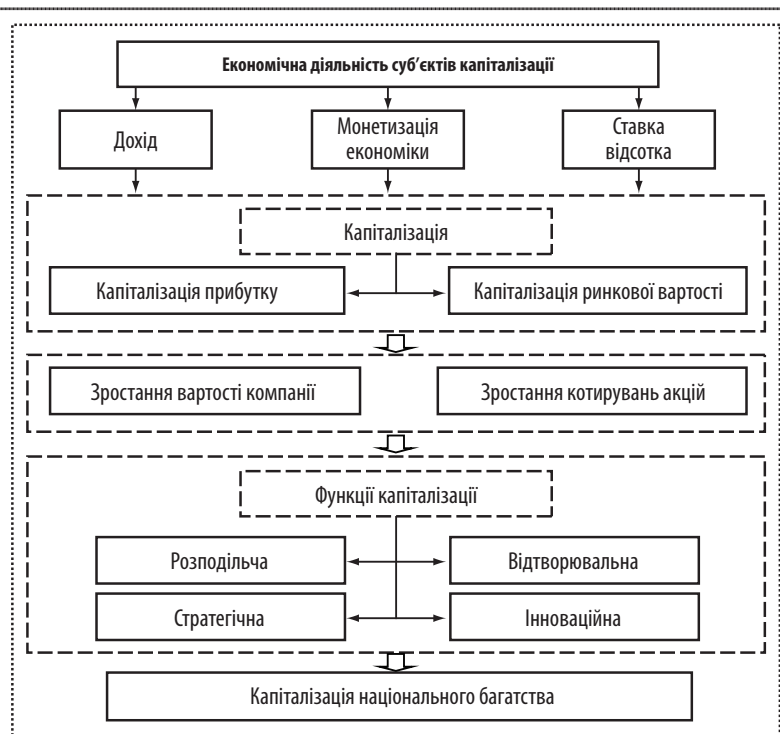 Економічна діяльність суб’єктів капіталізації
Дохід
Монетизація
економіки
Ставка
відсотка
Капіталізація
Капіталізація прибутку
Капіталізація ринкової вартості
Зростання вартості компанії
Зростання котирувань акцій
Функції капіталізації
Розподільча
Відтворювальна
Стратегічна
Інноваційна
Капіталізація національного багатства